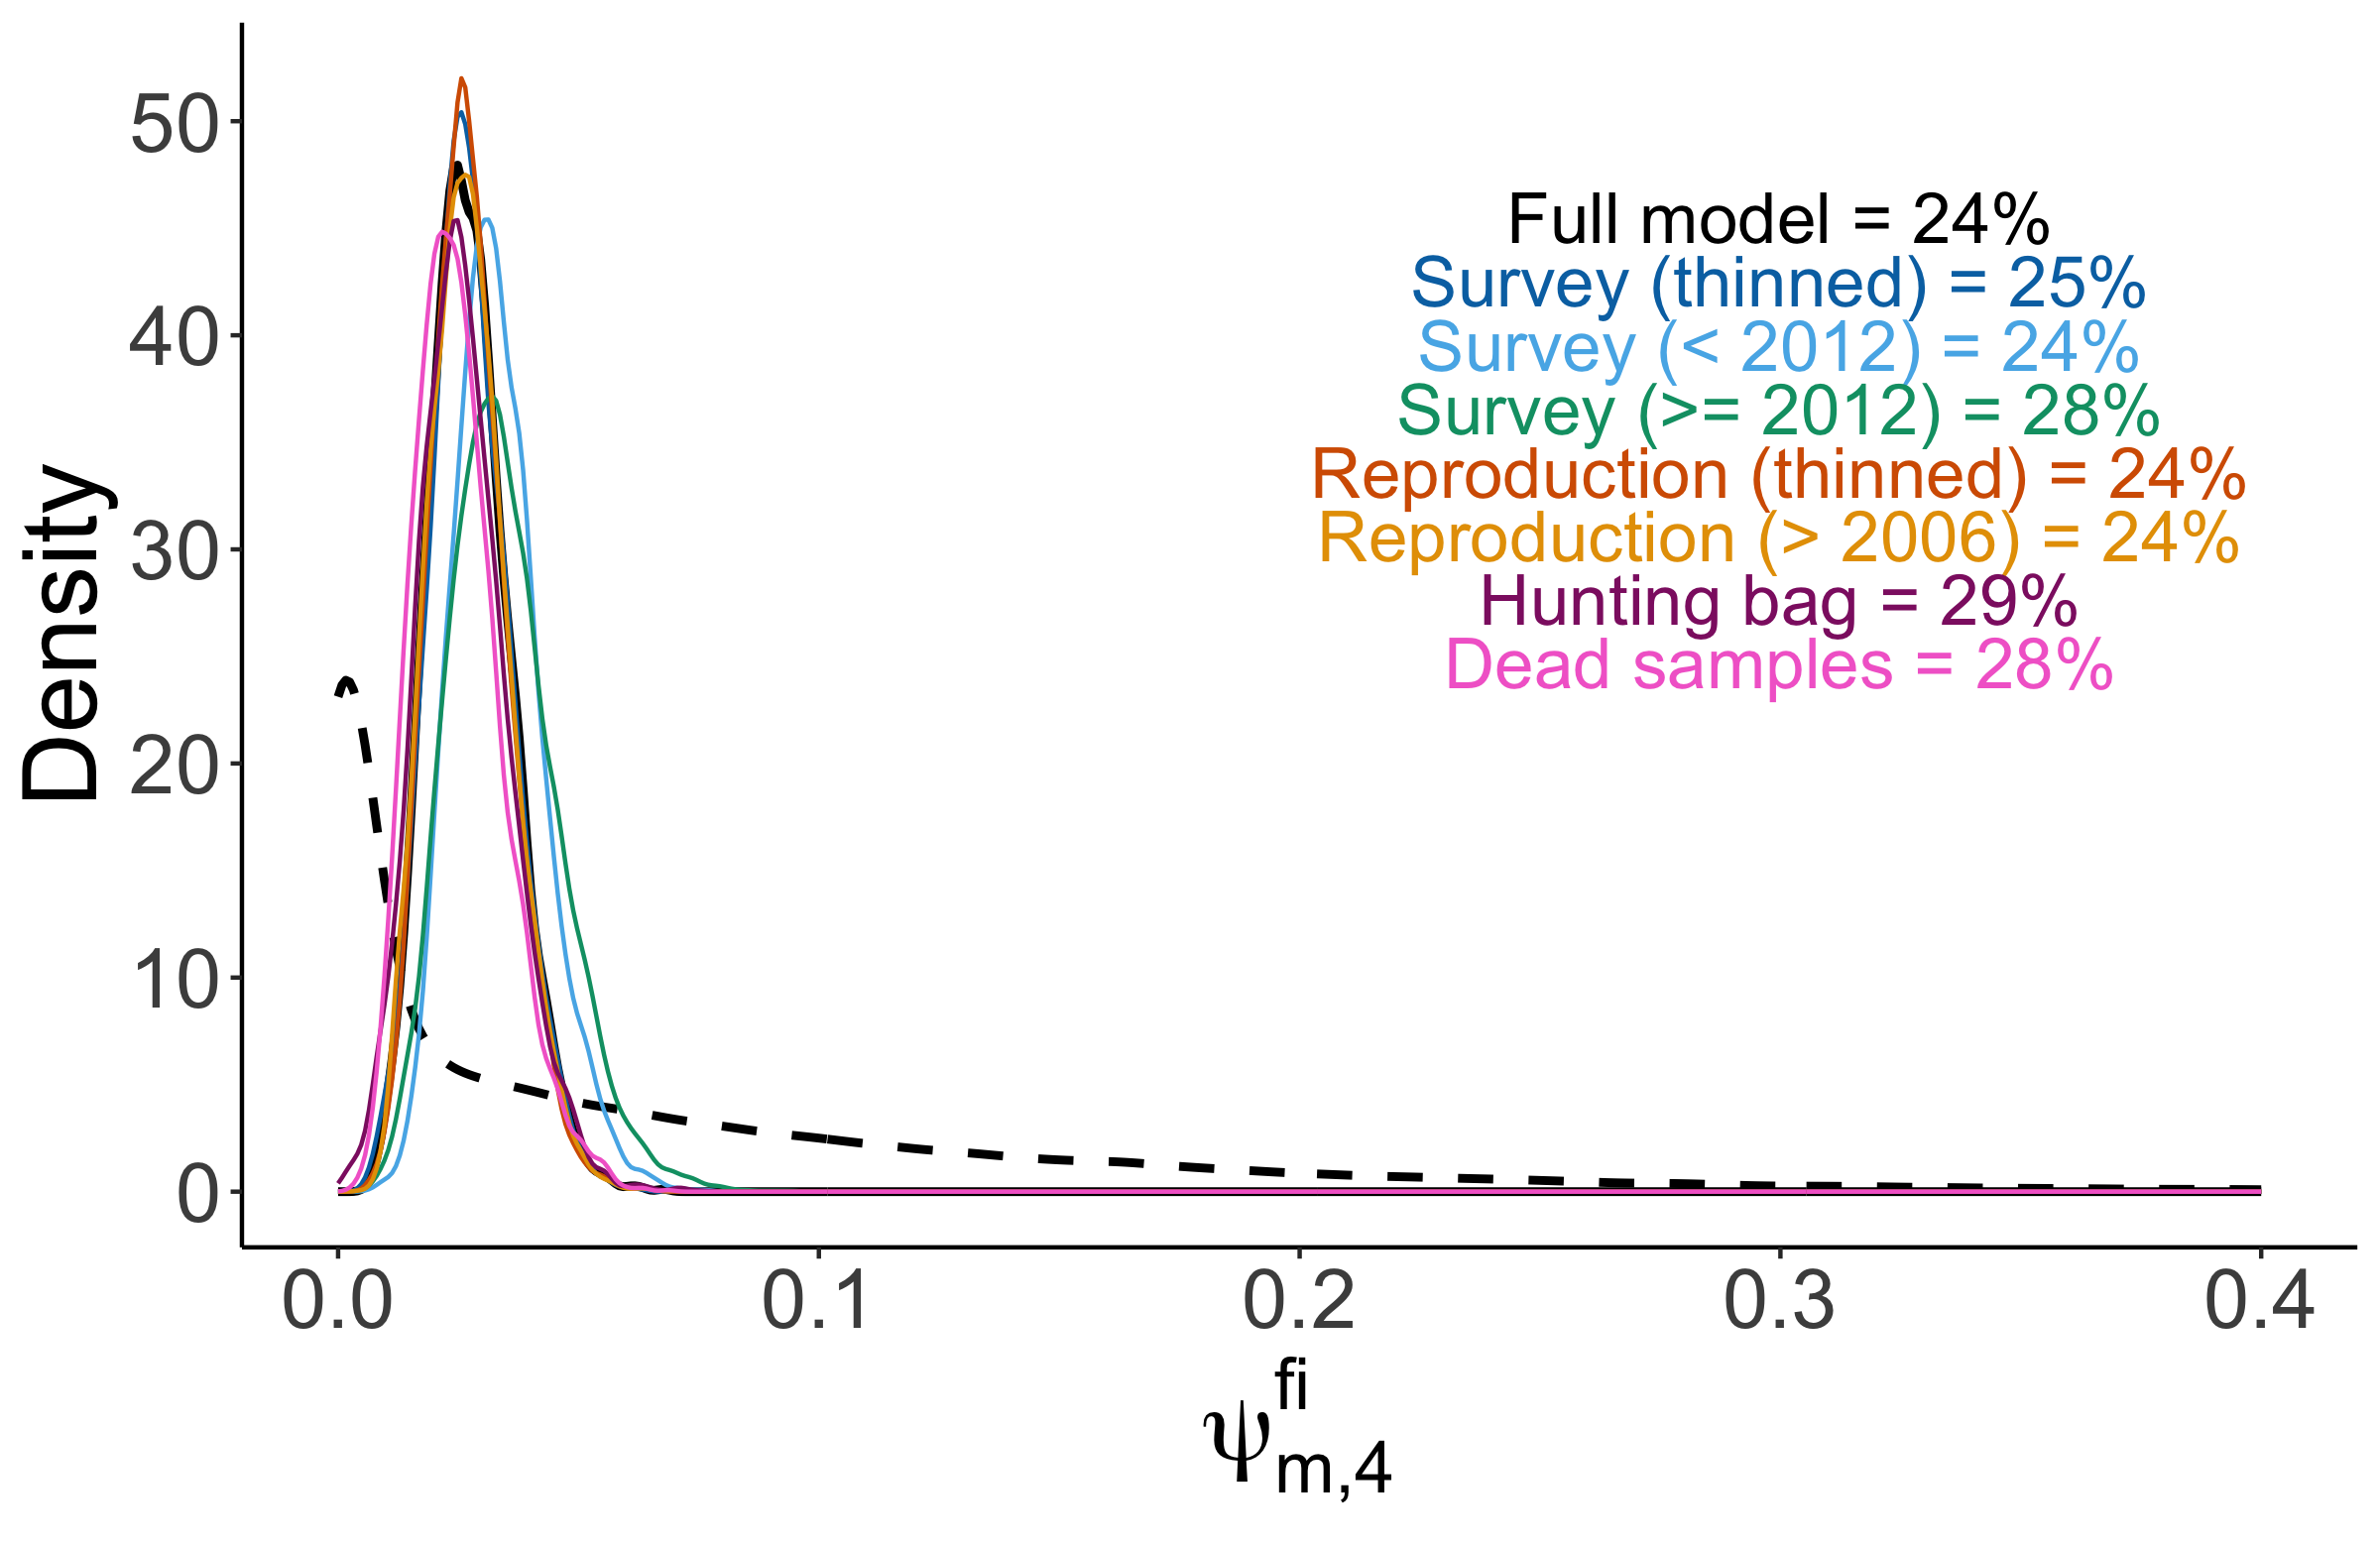 Density
50
40
30
20
10
0
Full model = 24%
Survey (thinned) = 25%
Survey (< 2012) = 24%
Survey (>= 2012) = 28%
Reproduction (thinned) = 24%
Reproduction (> 2006) = 24%
Hunting bag = 29%
Dead samples = 28%
0.0 0.1 0.2 0.3 0.4
ψ fi m,4